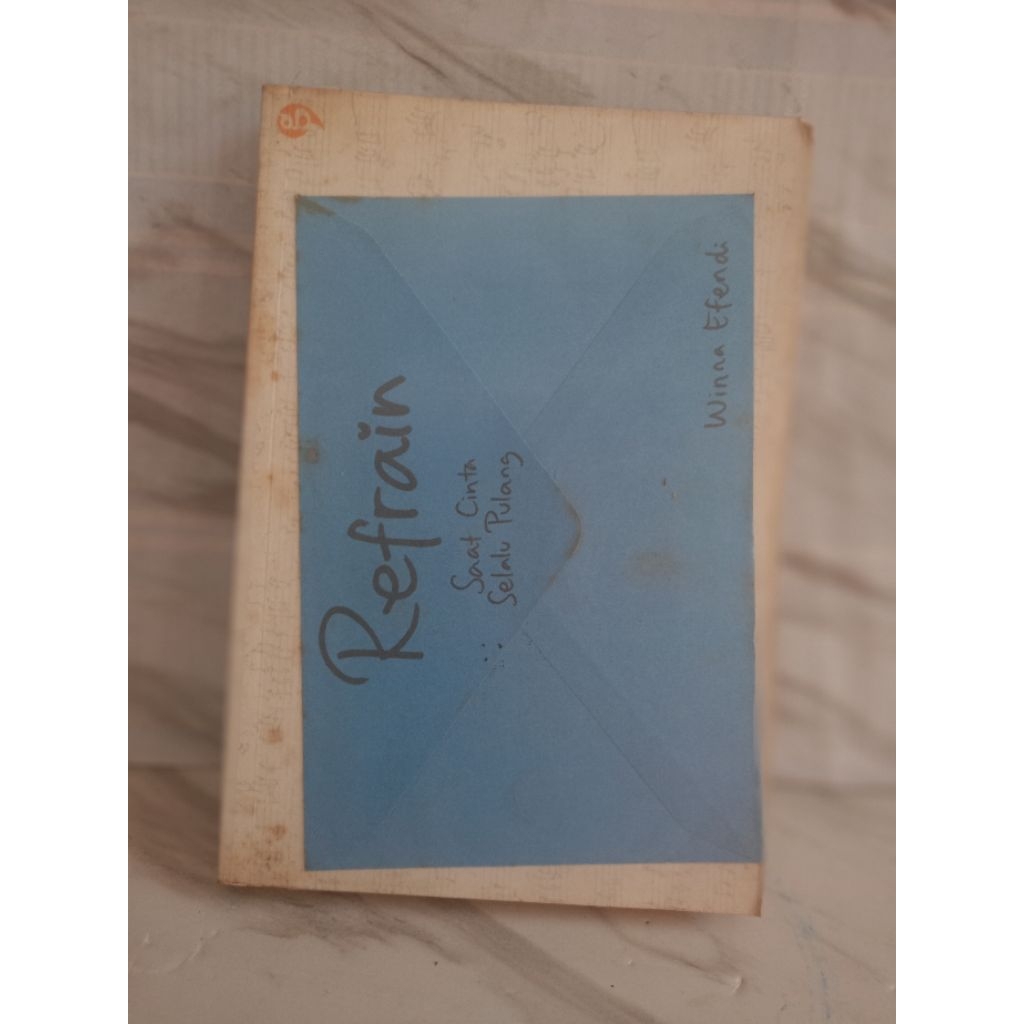 Refrain
Saat Cinta
Selalu Pulang
Winna Efendi